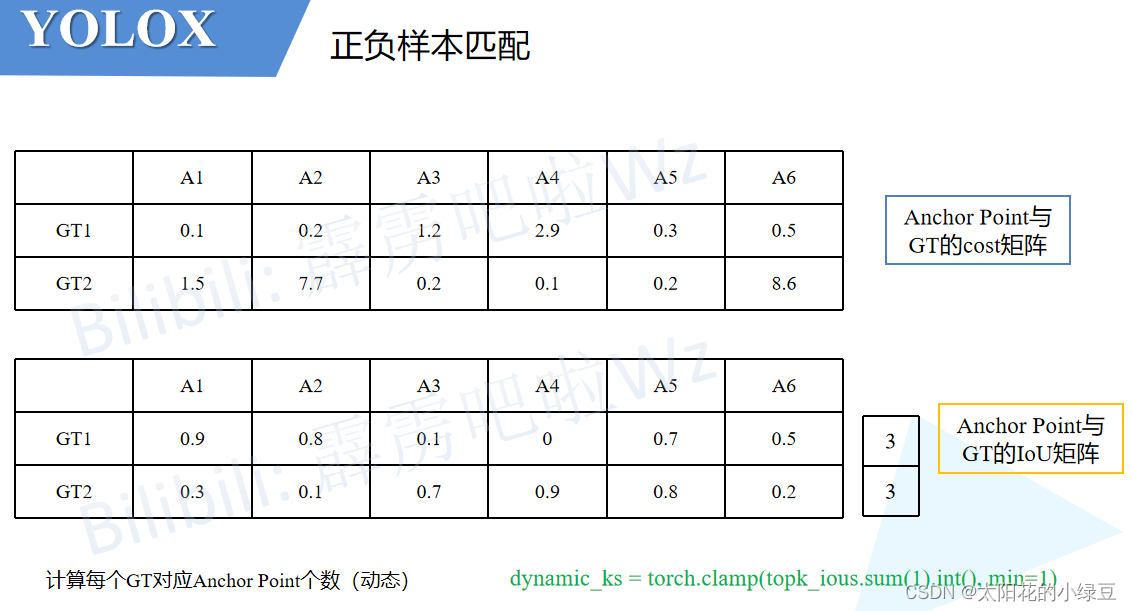 YOLOX
正负样本匹配
A1 A2 A3 A4 A5 A6
GT1 0.1 0.2 1.2 2.9 0.3 0.5
GT2 1.5 7.7 0.2 0.1 0.2 8.6
Anchor Point与
GT的cost矩阵
Bilibili: 霹雳吧啦Wz
A1 A2 A3 A4 A5 A6
GT1 0.9 0.8 0.1 0 0.7 0.5
GT2 0.3 0.1 0.7 0.9 0.8 0.2
3
3
Anchor Point与
GT的IoU矩阵
Bilibili: 霹雳吧啦Wz
计算每个GT对应Anchor Point个数（动态）
dynamic_ks = torch.clamp(topk_ious.sum(1).int(), min=1)
CSDN @太阳花的小绿豆